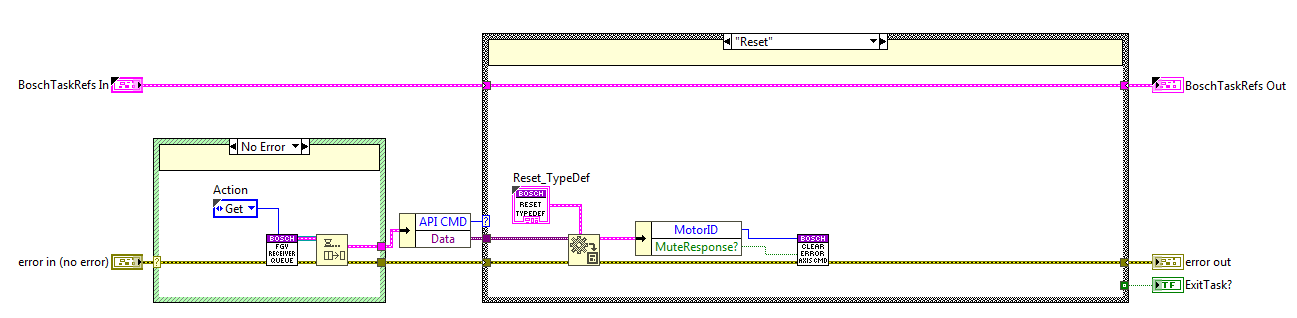 "Reset"
BoschTaskRefs In
BoschTaskRefs Out
No Error
Reset_TypeDef
BOSCH
RESET
TYPEDEF
Action
Get
API CMD
Data
MotorID
MuteResponse?
BOSCH
FGV
RECEIVER
QUEUE
BOSCH
CLEAR
ERROR
AXIS CMD
error in (no error)
?
?
error out
TF
ExitTask?